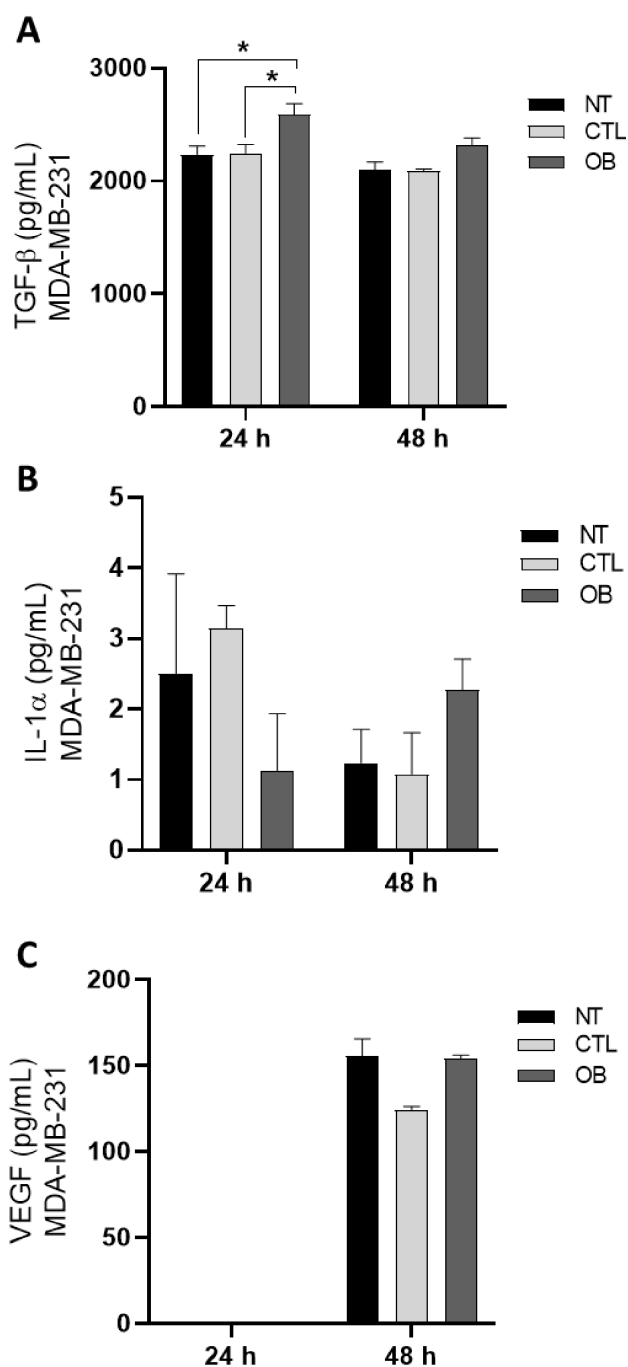 A
* 
*
3000
2000
1000
0
TGF-β (pg/mL)
MDA-MB-231
24 h 48 h
NT
CTL
OB
B
5
4
3
2
1
0
IL-1α (pg/mL)
MDA-MB-231
24 h 48 h
NT
CTL
OB
C
200
150
100
50
0
VEGF (pg/mL)
MDA-MB-231
24 h 48 h
NT
CTL
OB